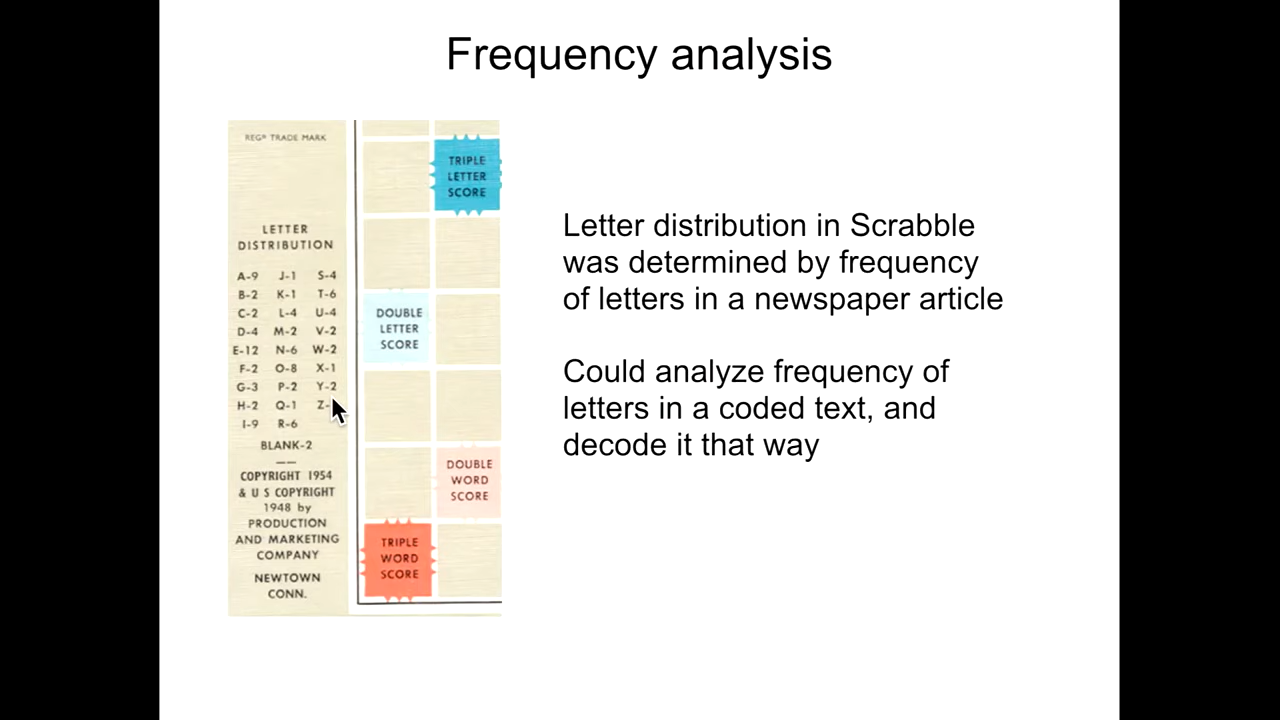 Frequency analysis
REG® TRADE MARK
LETTER
DISTRIBUTION
A-9 J-1 S-4
B-2 K-1 T-6
C-2 L-4 U-4
D-4 M-2 V-2
E-12 N-6 W-2
F-2 O-8 X-1
G-3 P-2 Y-2
H-2 Q-1 Z-
I-9 R-6
BLANK-2
COPYRIGHT 1954
& U S COPYRIGHT
1948 by
PRODUCTION
AND MARKETING
COMPANY
NEWTOWN
CONN.
TRIPLE
LETTER
SCORE
DOUBLE
LETTER
SCORE
DOUBLE
WORD
SCORE
TRIPLE
WORD
SCORE
Letter distribution in Scrabble
was determined by frequency
of letters in a newspaper article
Could analyze frequency of
letters in a coded text, and
decode it that way